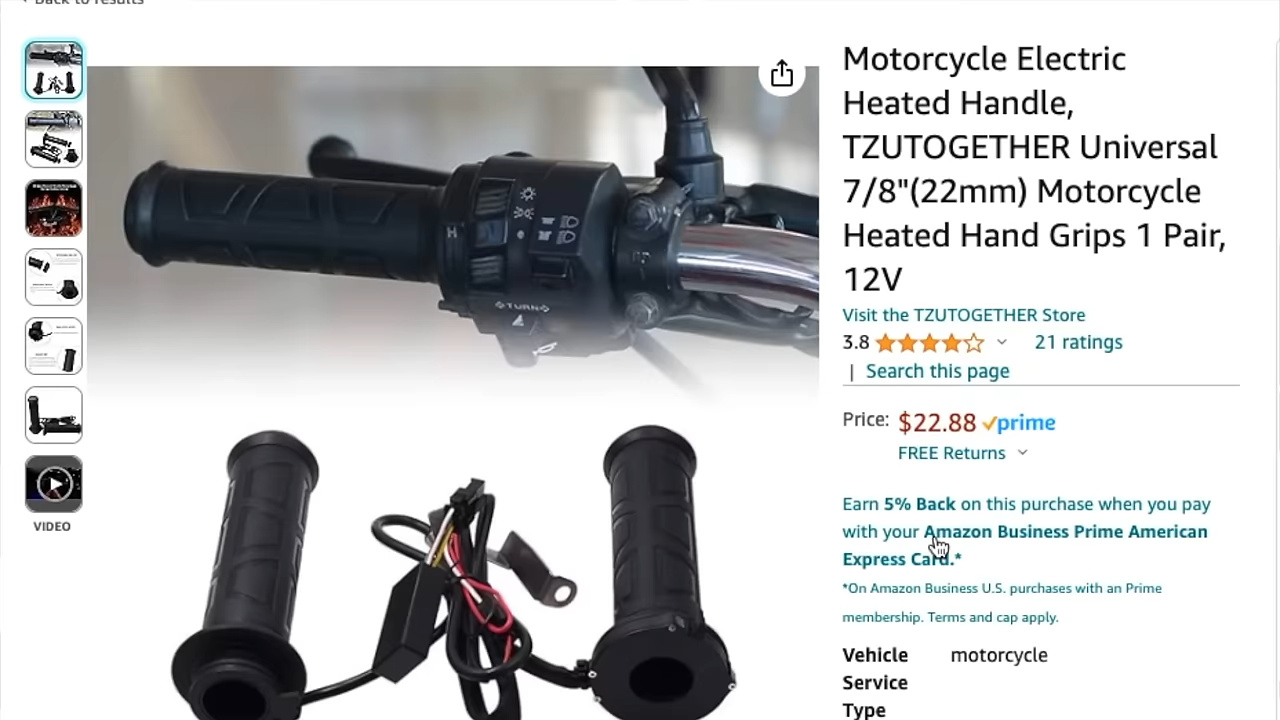 Back to results
Motorcycle Electric
Heated Handle,
TZUTOGETHER Universal
7/8"(22mm) Motorcycle
Heated Hand Grips 1 Pair,
12V
Visit the TZUTOGETHER Store
3.8 21 ratings
| Search this page
Price: $22.88 prime
FREE Returns
Earn 5% Back on this purchase when you pay
with your Amazon Business Prime American
Express Card.*
*On Amazon Business U.S. purchases with an Prime
membership. Terms and cap apply.
Vehicle motorcycle
Service
Type
VIDEO
H
TURN